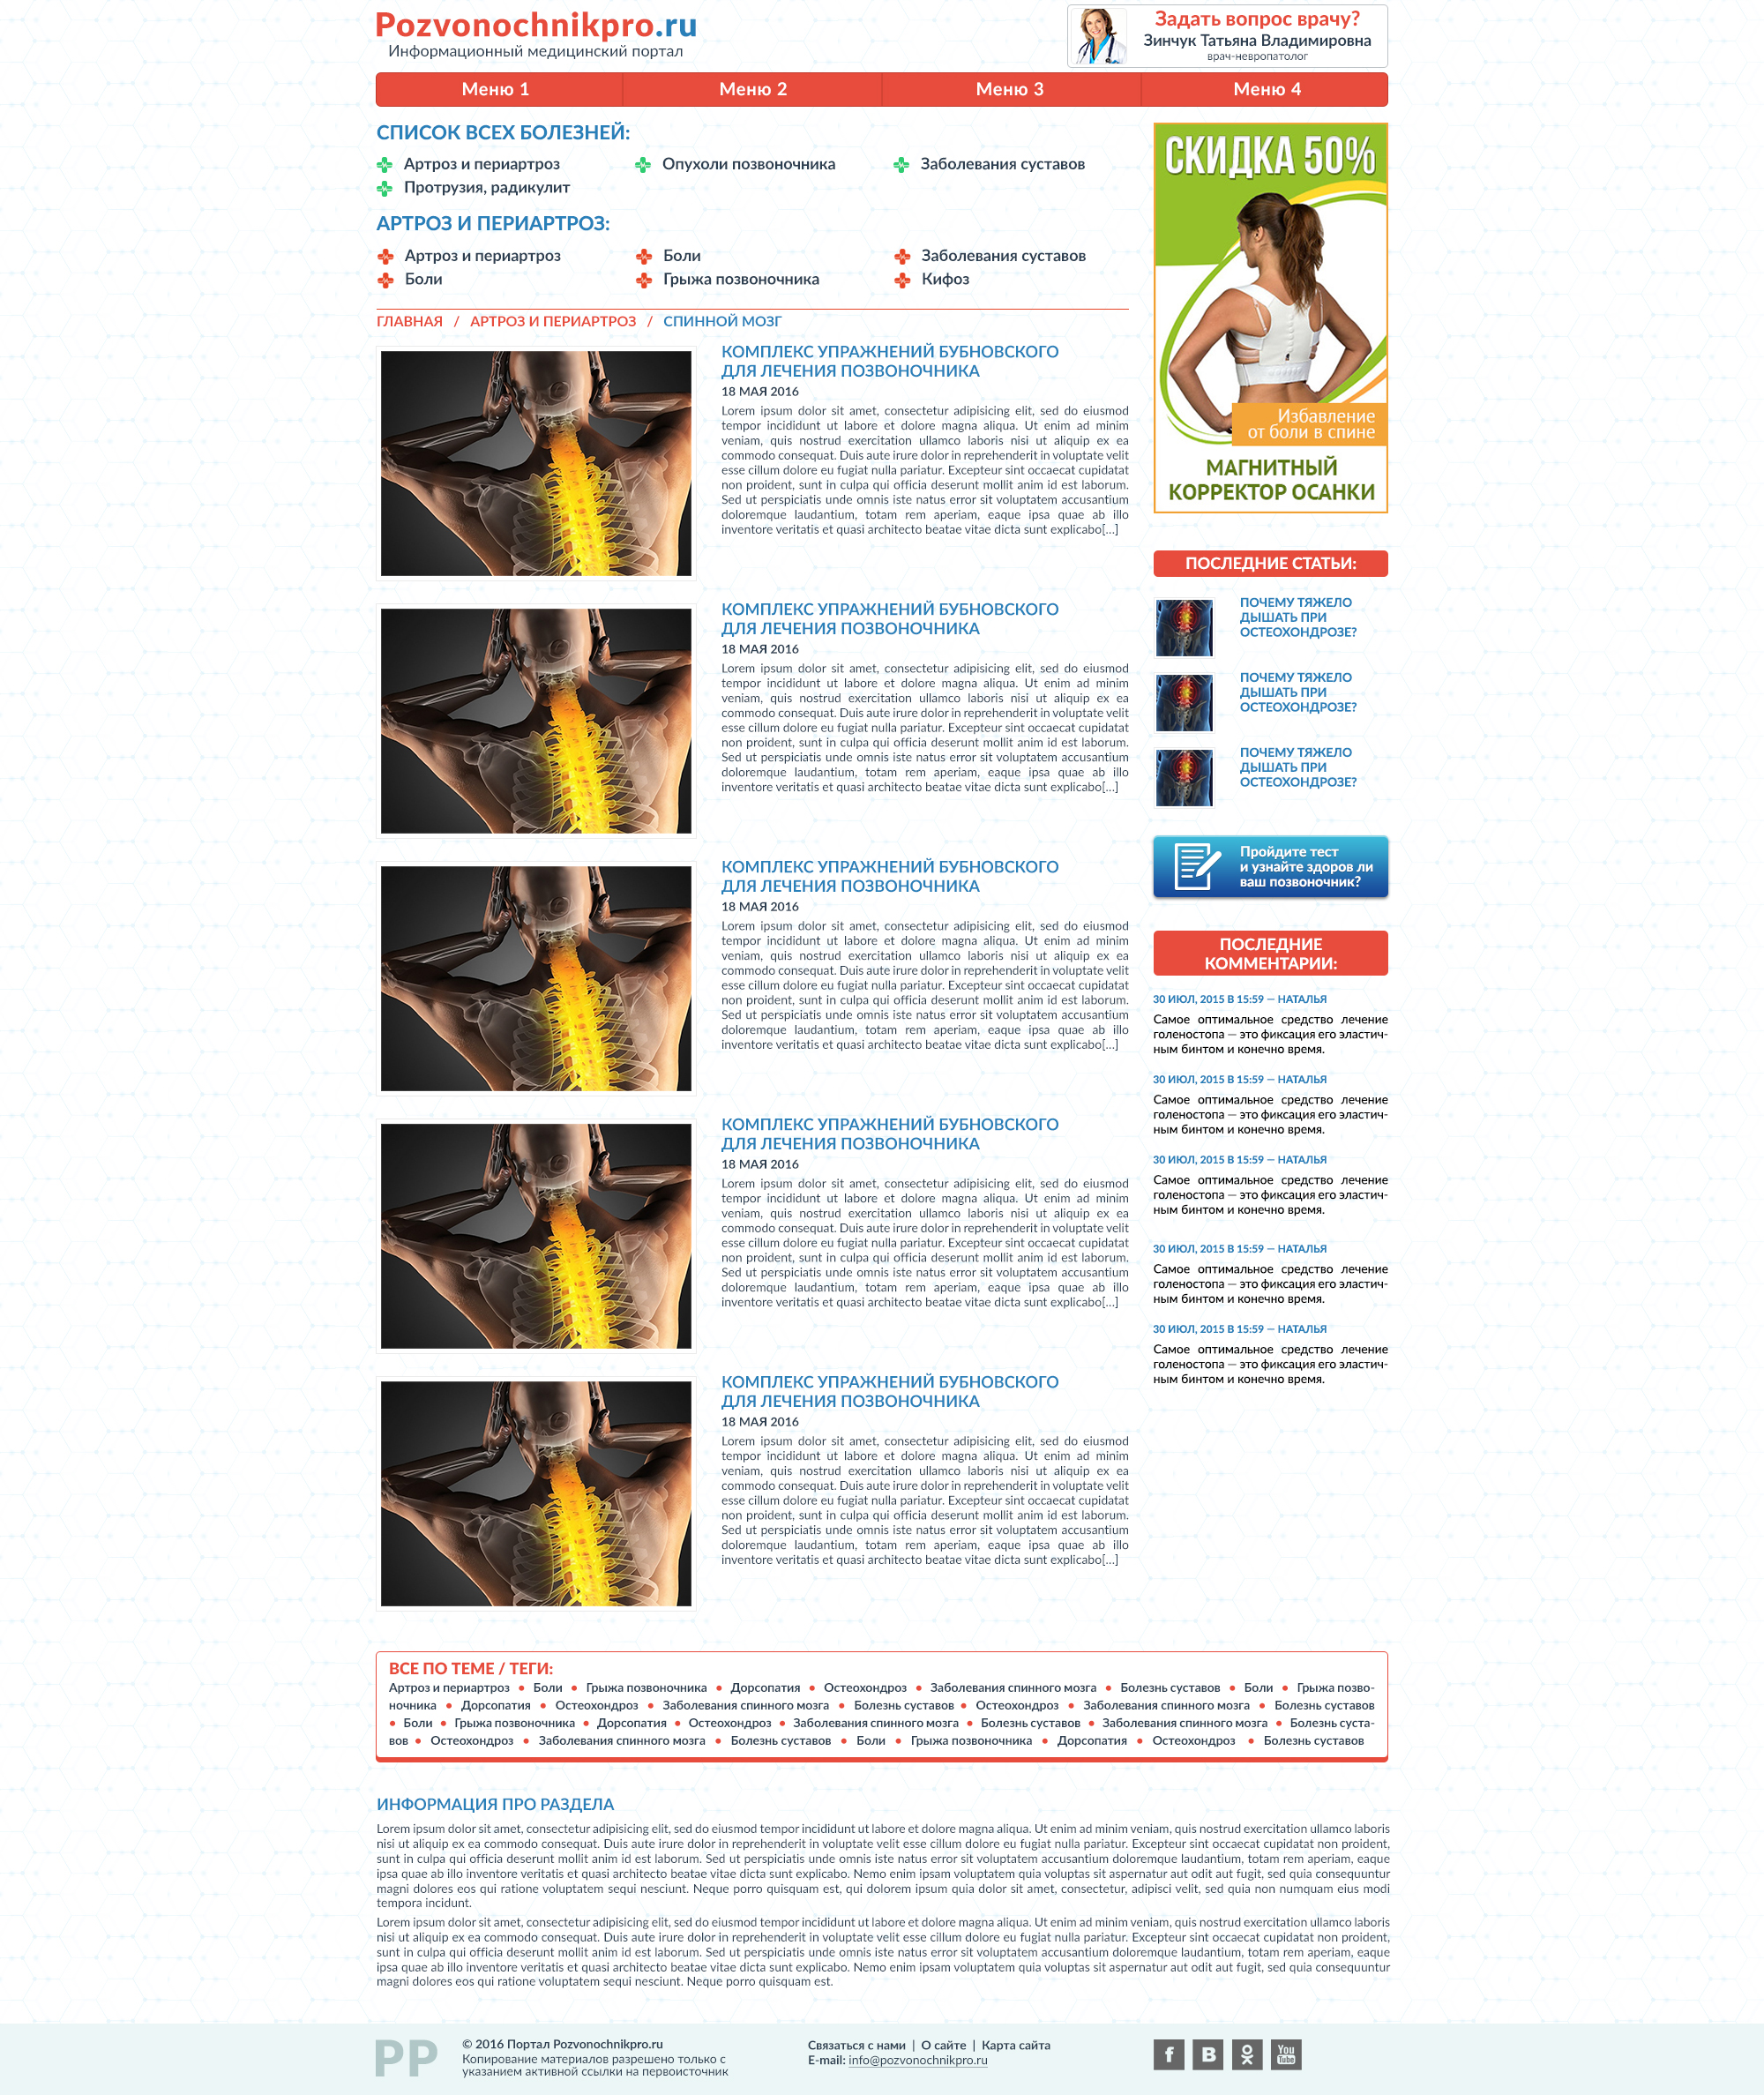 Pozvonochnikpro.ru
Информационный медицинский портал
Задать вопрос врачу?
Зинчук Татьяна Владимировна
врач-невропатолог
Меню 1
Меню 2
Меню 3
Меню 4
СПИСОК ВСЕХ БОЛЕЗНЕЙ:
Артроз и периартроз
Опухоли позвоночника
Заболевания суставов
Протрузия, радикулит
АРТРОЗ И ПЕРИАРТРОЗ:
Артроз и периартроз
Боли
Заболевания суставов
Боли
Грыжа позвоночника
Кифоз
ГЛАВНАЯ / АРТРОЗ И ПЕРИАРТРОЗ / СПИННОЙ МОЗГ
КОМПЛЕКС УПРАЖНЕНИЙ БУБНОВСКОГО
ДЛЯ ЛЕЧЕНИЯ ПОЗВОНОЧНИКА
18 МАЯ 2016
Lorem ipsum dolor sit amet, consectetur adipisicing elit, sed do eiusmod
tempor incididunt ut labore et dolore magna aliqua. Ut enim ad minim
veniam, quis nostrud exercitation ullamco laboris nisi ut aliquip ex ea
commodo consequat. Duis aute irure dolor in reprehenderit in voluptate velit
esse cillum dolore eu fugiat nulla pariatur. Excepteur sint occaecat cupidatat
non proident, sunt in culpa qui officia deserunt mollit anim id est laborum.
Sed ut perspiciatis unde omnis iste natus error sit voluptatem accusantium
doloremque laudantium, totam rem aperiam, eaque ipsa quae ab illo
inventore veritatis et quasi architecto beatae vitae dicta sunt explicabo[...]
КОМПЛЕКС УПРАЖНЕНИЙ БУБНОВСКОГО
ДЛЯ ЛЕЧЕНИЯ ПОЗВОНОЧНИКА
18 МАЯ 2016
Lorem ipsum dolor sit amet, consectetur adipisicing elit, sed do eiusmod
tempor incididunt ut labore et dolore magna aliqua. Ut enim ad minim
veniam, quis nostrud exercitation ullamco laboris nisi ut aliquip ex ea
commodo consequat. Duis aute irure dolor in reprehenderit in voluptate velit
esse cillum dolore eu fugiat nulla pariatur. Excepteur sint occaecat cupidatat
non proident, sunt in culpa qui officia deserunt mollit anim id est laborum.
Sed ut perspiciatis unde omnis iste natus error sit voluptatem accusantium
doloremque laudantium, totam rem aperiam, eaque ipsa quae ab illo
inventore veritatis et quasi architecto beatae vitae dicta sunt explicabo[...]
КОМПЛЕКС УПРАЖНЕНИЙ БУБНОВСКОГО
ДЛЯ ЛЕЧЕНИЯ ПОЗВОНОЧНИКА
18 МАЯ 2016
Lorem ipsum dolor sit amet, consectetur adipisicing elit, sed do eiusmod
tempor incididunt ut labore et dolore magna aliqua. Ut enim ad minim
veniam, quis nostrud exercitation ullamco laboris nisi ut aliquip ex ea
commodo consequat. Duis aute irure dolor in reprehenderit in voluptate velit
esse cillum dolore eu fugiat nulla pariatur. Excepteur sint occaecat cupidatat
non proident, sunt in culpa qui officia deserunt mollit anim id est laborum.
Sed ut perspiciatis unde omnis iste natus error sit voluptatem accusantium
doloremque laudantium, totam rem aperiam, eaque ipsa quae ab illo
inventore veritatis et quasi architecto beatae vitae dicta sunt explicabo[...]
КОМПЛЕКС УПРАЖНЕНИЙ БУБНОВСКОГО
ДЛЯ ЛЕЧЕНИЯ ПОЗВОНОЧНИКА
18 МАЯ 2016
Lorem ipsum dolor sit amet, consectetur adipisicing elit, sed do eiusmod
tempor incididunt ut labore et dolore magna aliqua. Ut enim ad minim
veniam, quis nostrud exercitation ullamco laboris nisi ut aliquip ex ea
commodo consequat. Duis aute irure dolor in reprehenderit in voluptate velit
esse cillum dolore eu fugiat nulla pariatur. Excepteur sint occaecat cupidatat
non proident, sunt in culpa qui officia deserunt mollit anim id est laborum.
Sed ut perspiciatis unde omnis iste natus error sit voluptatem accusantium
doloremque laudantium, totam rem aperiam, eaque ipsa quae ab illo
inventore veritatis et quasi architecto beatae vitae dicta sunt explicabo[...]
КОМПЛЕКС УПРАЖНЕНИЙ БУБНОВСКОГО
ДЛЯ ЛЕЧЕНИЯ ПОЗВОНОЧНИКА
18 МАЯ 2016
Lorem ipsum dolor sit amet, consectetur adipisicing elit, sed do eiusmod
tempor incididunt ut labore et dolore magna aliqua. Ut enim ad minim
veniam, quis nostrud exercitation ullamco laboris nisi ut aliquip ex ea
commodo consequat. Duis aute irure dolor in reprehenderit in voluptate velit
esse cillum dolore eu fugiat nulla pariatur. Excepteur sint occaecat cupidatat
non proident, sunt in culpa qui officia deserunt mollit anim id est laborum.
Sed ut perspiciatis unde omnis iste natus error sit voluptatem accusantium
doloremque laudantium, totam rem aperiam, eaque ipsa quae ab illo
inventore veritatis et quasi architecto beatae vitae dicta sunt explicabo[...]
СКИДКА 50%
Избавление
от боли в спине
МАГНИТНЫЙ
КОРРЕКТОР ОСАНКИ
ПОСЛЕДНИЕ СТАТЬИ:
ПОЧЕМУ ТЯЖЕЛО
ДЫШАТЬ ПРИ
ОСТЕОХОНДРОЗЕ?
ПОЧЕМУ ТЯЖЕЛО
ДЫШАТЬ ПРИ
ОСТЕОХОНДРОЗЕ?
ПОЧЕМУ ТЯЖЕЛО
ДЫШАТЬ ПРИ
ОСТЕОХОНДРОЗЕ?
Пройдите тест
и узнайте здоров ли
ваш позвоночник?
ПОСЛЕДНИЕ
КОММЕНТАРИИ:
30 ИЮЛ, 2015 В 15:59 — НАТАЛЬЯ
Самое оптимальное средство лечение
голеностопа — это фиксация его эластич-
ным бинтом и конечно время.
30 ИЮЛ, 2015 В 15:59 — НАТАЛЬЯ
Самое оптимальное средство лечение
голеностопа — это фиксация его эластич-
ным бинтом и конечно время.
30 ИЮЛ, 2015 В 15:59 — НАТАЛЬЯ
Самое оптимальное средство лечение
голеностопа — это фиксация его эластич-
ным бинтом и конечно время.
30 ИЮЛ, 2015 В 15:59 — НАТАЛЬЯ
Самое оптимальное средство лечение
голеностопа — это фиксация его эластич-
ным бинтом и конечно время.
30 ИЮЛ, 2015 В 15:59 — НАТАЛЬЯ
Самое оптимальное средство лечение
голеностопа — это фиксация его эластич-
ным бинтом и конечно время.
ВСЕ ПО ТЕМЕ / ТЕГИ:
Артроз и периартроз • Боли • Грыжа позвоночника • Дорсопатия • Остеохондроз • Заболевания спинного мозга • Болезнь суставов • Боли • Грыжа позво-
ночника • Дорсопатия • Остеохондроз • Заболевания спинного мозга • Болезнь суставов • Остеохондроз • Заболевания спинного мозга • Болезнь суставов
• Боли • Грыжа позвоночника • Дорсопатия • Остеохондроз • Заболевания спинного мозга • Болезнь суставов • Заболевания спинного мозга • Болезнь суста-
вов • Остеохондроз • Заболевания спинного мозга • Болезнь суставов • Боли • Грыжа позвоночника • Дорсопатия • Остеохондроз • Болезнь суставов
ИНФОРМАЦИЯ ПРО РАЗДЕЛА
Lorem ipsum dolor sit amet, consectetur adipisicing elit, sed do eiusmod tempor incididunt ut labore et dolore magna aliqua. Ut enim ad minim veniam, quis nostrud exercitation ullamco laboris
nisi ut aliquip ex ea commodo consequat. Duis aute irure dolor in reprehenderit in voluptate velit esse cillum dolore eu fugiat nulla pariatur. Excepteur sint occaecat cupidatat non proident,
sunt in culpa qui officia deserunt mollit anim id est laborum. Sed ut perspiciatis unde omnis iste natus error sit voluptatem accusantium doloremque laudantium, totam rem aperiam, eaque
ipsa quae ab illo inventore veritatis et quasi architecto beatae vitae dicta sunt explicabo. Nemo enim ipsam voluptatem quia voluptas sit aspernatur aut odit aut fugit, sed quia consequuntur
magni dolores eos qui ratione voluptatem sequi nesciunt. Neque porro quisquam est, qui dolorem ipsum quia dolor sit amet, consectetur, adipisci velit, sed quia non numquam eius modi
tempora incidunt.
Lorem ipsum dolor sit amet, consectetur adipisicing elit, sed do eiusmod tempor incididunt ut labore et dolore magna aliqua. Ut enim ad minim veniam, quis nostrud exercitation ullamco laboris
nisi ut aliquip ex ea commodo consequat. Duis aute irure dolor in reprehenderit in voluptate velit esse cillum dolore eu fugiat nulla pariatur. Excepteur sint occaecat cupidatat non proident,
sunt in culpa qui officia deserunt mollit anim id est laborum. Sed ut perspiciatis unde omnis iste natus error sit voluptatem accusantium doloremque laudantium, totam rem aperiam, eaque
ipsa quae ab illo inventore veritatis et quasi architecto beatae vitae dicta sunt explicabo. Nemo enim ipsam voluptatem quia voluptas sit aspernatur aut odit aut fugit, sed quia consequuntur
magni dolores eos qui ratione voluptatem sequi nesciunt. Neque porro quisquam est.
PP
© 2016 Портал Pozvonochnikpro.ru
Копирование материалов разрешено только с
указанием активной ссылки на первоисточник
Связаться с нами | О сайте | Карта сайта
E-mail: info@pozvonochnikpro.ru
f
B
You
Tube